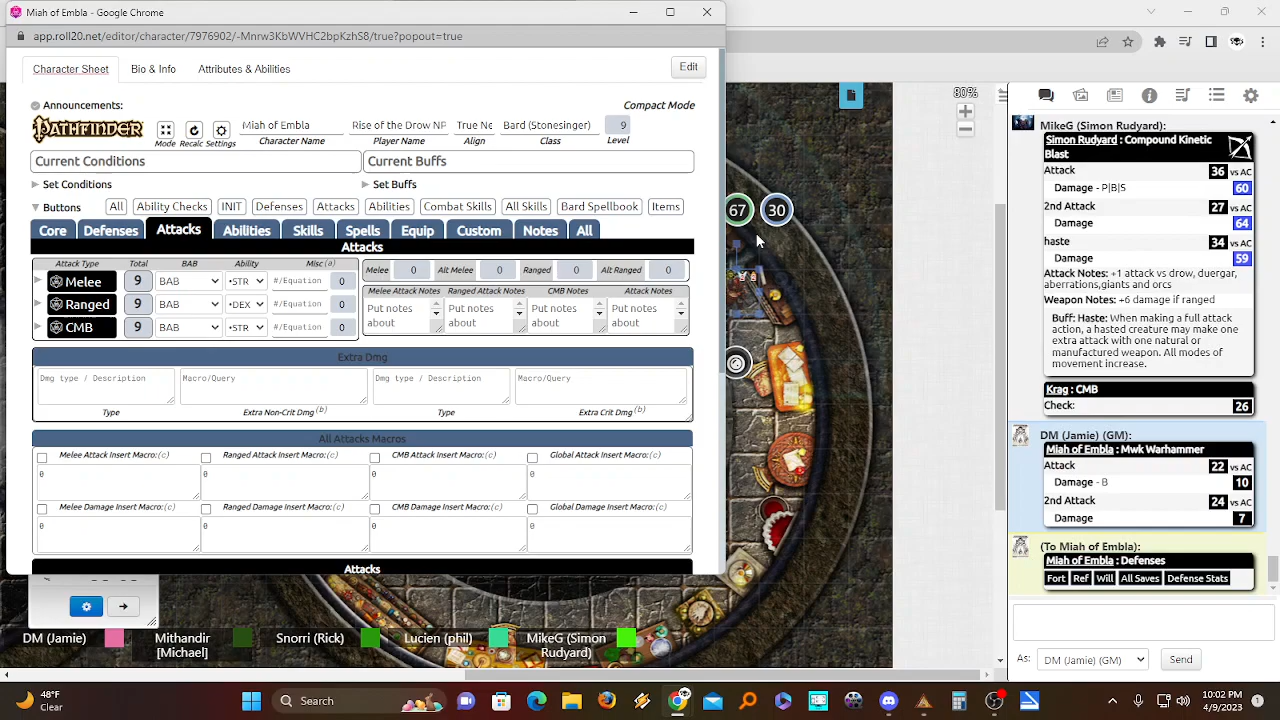 Miah of Embla - Google Chrome
app.roll20.net/editor/character/7976902/-Mnrw3KbWVHC2bpKzhS8/true?popout=true
Character Sheet Bio & Info Attributes & Abilities Edit
Announcements: Compact Mode
PATHFINDER
Mode Recalc Settings
Miah of Embla Rise of the Drow NP True Ne Bard (Stonesinger) 9
Character Name Player Name Align Class Level
Current Conditions Current Buffs
Set Conditions Set Buffs
Buttons All Ability Checks INIT Defenses Attacks Abilities Combat Skills All Skills Bard Spellbook Items
Core Defenses Attacks Abilities Skills Spells Equip Custom Notes All
Attacks
Attack Type Total BAB Ability Misc (a)
Melee 9 BAB +STR #/Equation 0
Ranged 9 BAB +DEX #/Equation 0
CMB 9 BAB +STR #/Equation 0
Melee 0 Alt Melee 0 Ranged 0 Alt Ranged 0
Melee Attack Notes Ranged Attack Notes CMB Notes Attack Notes
Put notes about Put notes about Put notes about Put notes about
Extra Dmg
Dmg type / Description Macro/Query Dmg type / Description Macro/Query
Type Extra Non-Crit Dmg (b) Type Extra Crit Dmg (b)
All Attacks Macros
Melee Attack Insert Macro:(c) Ranged Attack Insert Macro:(c) CMB Attack Insert Macro:(c) Global Attack Insert Macro:(c)
0 0 0 0
Melee Damage Insert Macro:(c) Ranged Damage Insert Macro:(c) CMB Damage Insert Macro:(c) Global Damage Insert Macro:(c)
0 0 0 0
Attacks
67 30
80%
DM (Jamie) Mithandir [Michael] Snorri (Rick) Lucien (phil) MikeG (Simon Rudyard)
MikeG (Simon Rudyard):
Simon Rudyard: Compound Kinetic
Blast
Attack 36 vs AC
Damage - P|B|S 60
2nd Attack 27 vs AC
Damage 64
haste 34 vs AC
Damage 59
Attack Notes: +1 attack vs drow, duergar,
aberrations,giants and orcs
Weapon Notes: +6 damage if ranged
Buff: Haste: When making a full attack
action, a hasted creature may make one
extra attack with one natural or
manufactured weapon. All modes of
movement increase.
Krag: CMB
Check: 26
DM (Jamie) (GM):
Miah of Embla: Mwk Warhammer
Attack 22 vs AC
Damage - B 10
2nd Attack 24 vs AC
Damage 7
(To Miah of Embla):
Miah of Embla: Defenses
Fort Ref Will All Saves Defense Stats
As: DM (Jamie) (GM) Send
48°F
Clear
Search
10:02 PM
4/9/2023